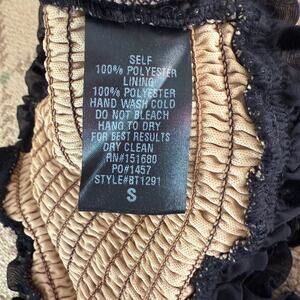 SELF
100% POLYESTER
LINING
100% POLYESTER
HAND WASH COLD
DO NOT BLEACH
HANG TO DRY
FOR BEST RESULTS
DRY CLEAN
RN#151680
PO#1457
STYLE#BT1291
S